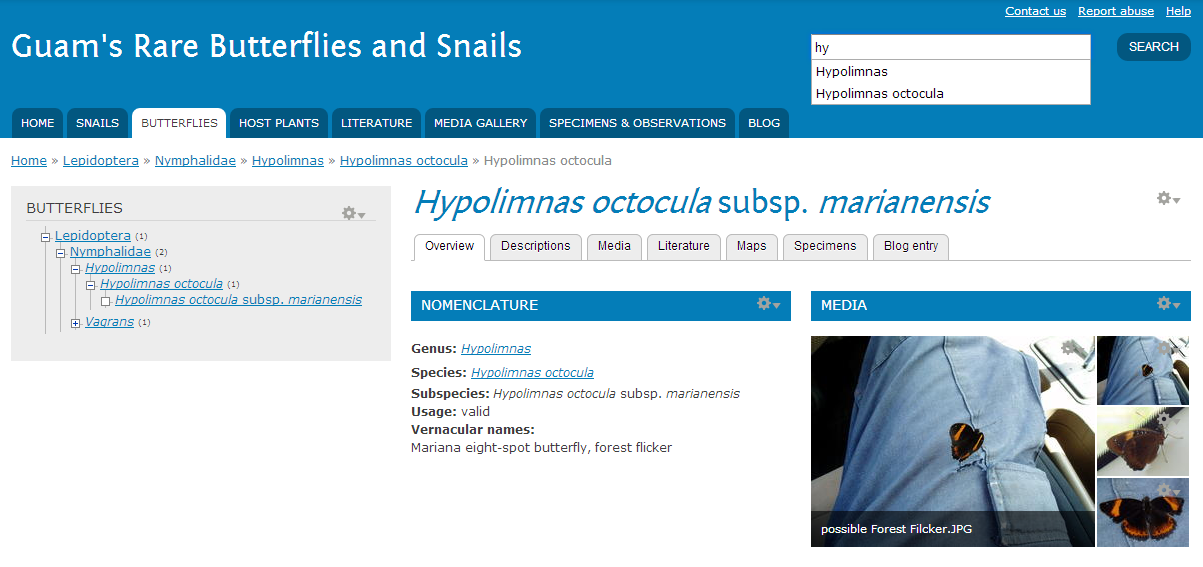 Contact us Report abuse Help
Guam's Rare Butterflies and Snails
hy
SEARCH
Hypolimnas
Hypolimnas octocula
HOME SNAILS BUTTERFLIES HOST PLANTS LITERATURE MEDIA GALLERY SPECIMENS & OBSERVATIONS BLOG
Home » Lepidoptera » Nymphalidae » Hypolimnas » Hypolimnas octocula » Hypolimnas octocula
BUTTERFLIES
Lepidoptera (1)
Nymphalidae (2)
Hypolimnas (1)
Hypolimnas octocula (1)
Hypolimnas octocula subsp. marianensis
Vagrans (1)
Hypolimnas octocula subsp. marianensis
Overview Descriptions Media Literature Maps Specimens Blog entry
NOMENCLATURE
Genus: Hypolimnas
Species: Hypolimnas octocula
Subspecies: Hypolimnas octocula subsp. marianensis
Usage: valid
Vernacular names:
Mariana eight-spot butterfly, forest flicker
MEDIA
possible Forest Filcker.JPG